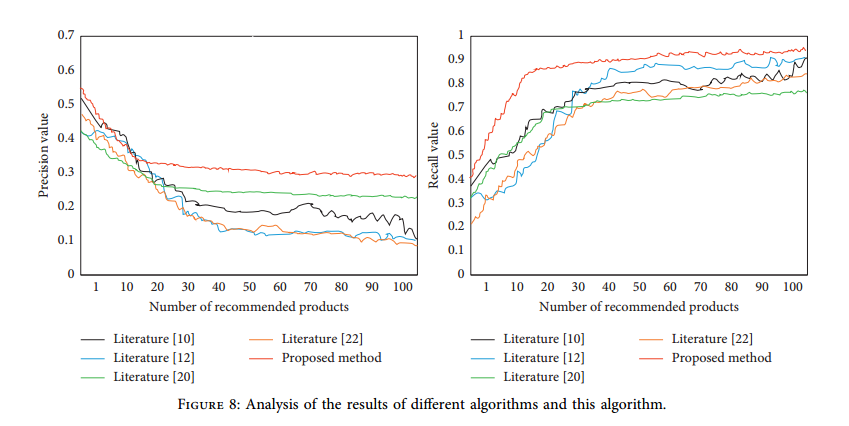 0.7
0.6
0.5
0.4
0.3
0.2
0.1
0
Precision value
1 10 20 30 40 50 60 70 80 90 100
Number of recommended products
Literature [10]
Literature [12]
Literature [20]
Literature [22]
Proposed method
1
0.9
0.8
0.7
0.6
0.5
0.4
0.3
0.2
0.1
0
Recall value
1 10 20 30 40 50 60 70 80 90 100
Number of recommended products
Literature [10]
Literature [12]
Literature [20]
Literature [22]
Proposed method
FIGURE 8: Analysis of the results of different algorithms and this algorithm.